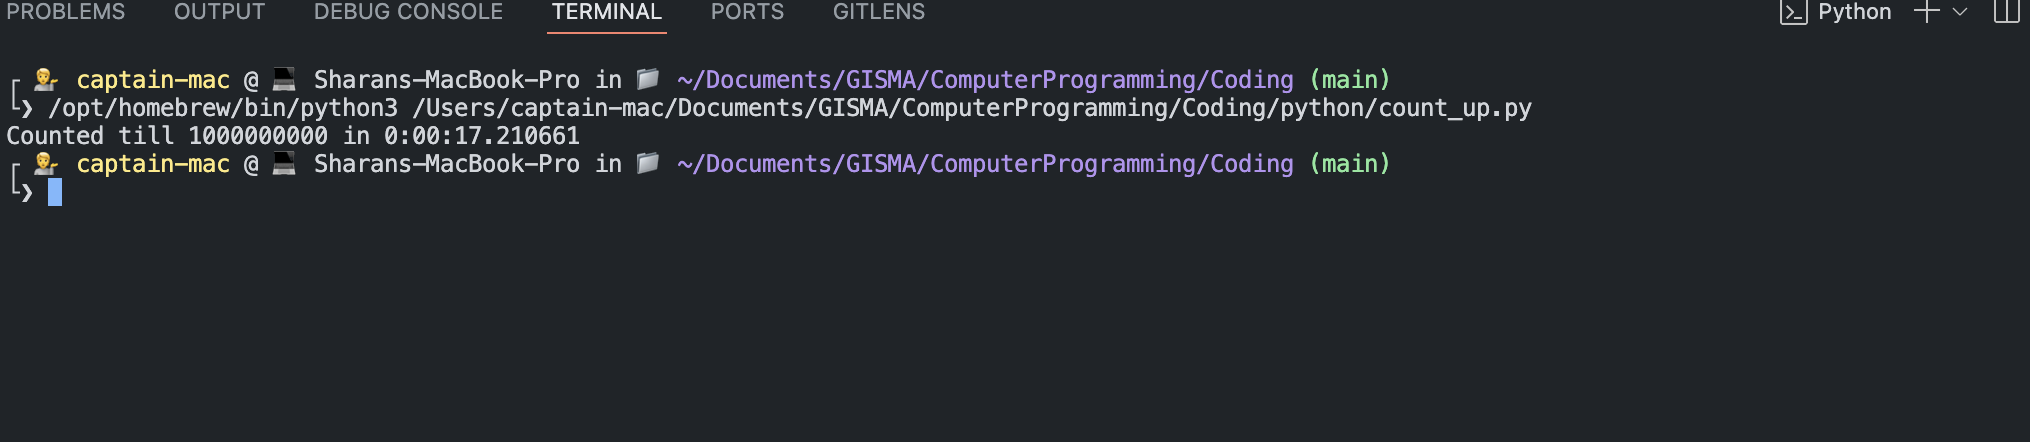 PROBLEMS OUTPUT DEBUG CONSOLE TERMINAL PORTS GITLENS Python
captain-mac @ 💻 Sharans-MacBook-Pro in 📁 ~/Documents/GISMA/ComputerProgramming/Coding (main)
❯ /opt/homebrew/bin/python3 /Users/captain-mac/Documents/GISMA/ComputerProgramming/Coding/python/count_up.py
Counted till 1000000000 in 0:00:17.210661
captain-mac @ 💻 Sharans-MacBook-Pro in 📁 ~/Documents/GISMA/ComputerProgramming/Coding (main)
❯